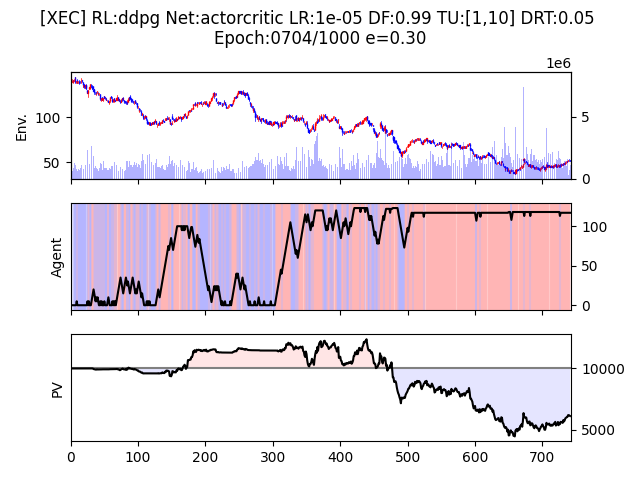 [XEC] RL:ddpg Net:actorcritic LR:1e-05 DF:0.99 TU:[1,10] DRT:0.05
Epoch:0704/1000 e=0.30
1e6
Env.
100
50
5
0
Agent
100
50
0
PV
10000
5000
0 100 200 300 400 500 600 700